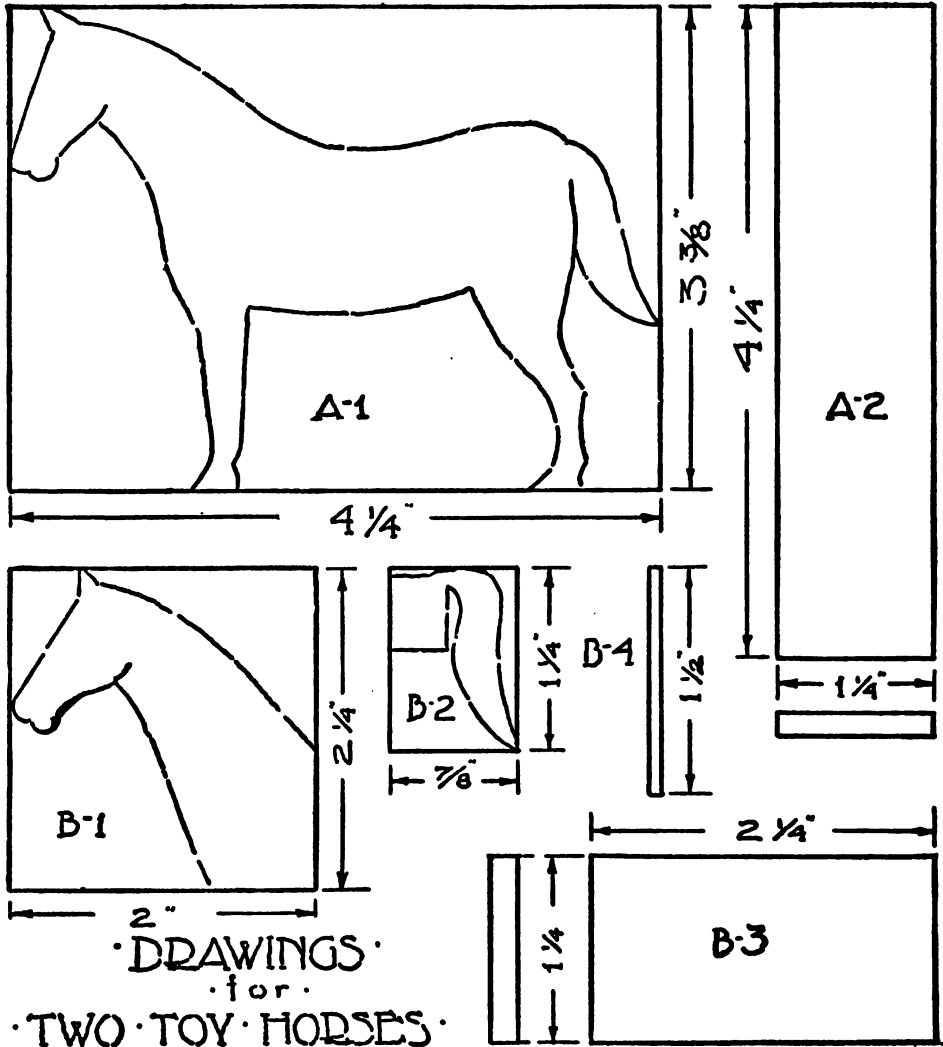 A-1
3 3/8"
4 1/4"
4 1/4"
A-2
1 1/4"
B-1
2 1/4"
2"
B-2
1 1/4"
7/8"
B-4
1 1/2"
2 1/4"
1 1/4
B-3
·DRAWINGS·
·for·
·TWO·TOY·HORSES·